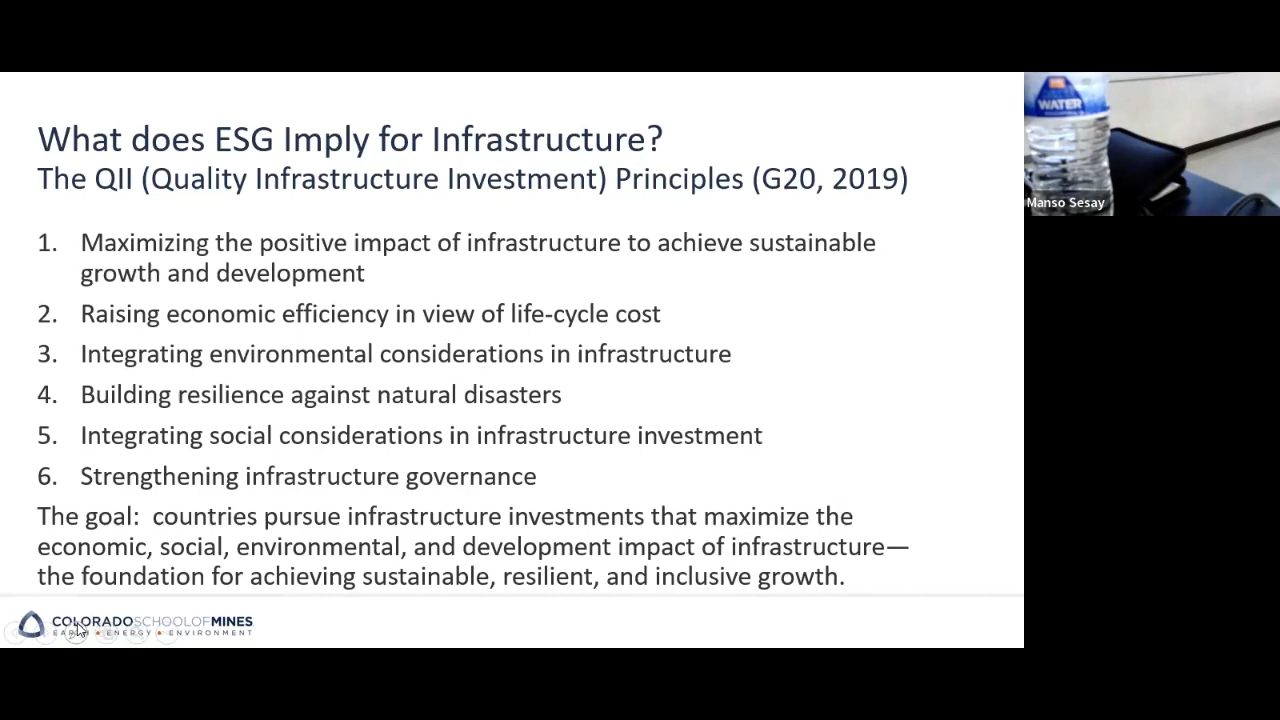 What does ESG Imply for Infrastructure?
The QII (Quality Infrastructure Investment) Principles (G20, 2019)
1. Maximizing the positive impact of infrastructure to achieve sustainable
growth and development
2. Raising economic efficiency in view of life-cycle cost
3. Integrating environmental considerations in infrastructure
4. Building resilience against natural disasters
5. Integrating social considerations in infrastructure investment
6. Strengthening infrastructure governance
The goal:  countries pursue infrastructure investments that maximize the
economic, social, environmental, and development impact of infrastructure—
the foundation for achieving sustainable, resilient, and inclusive growth.
COLORADOSCHOOLOFMINES
EARTH • ENERGY • ENVIRONMENT
WATER
Manso Sesay